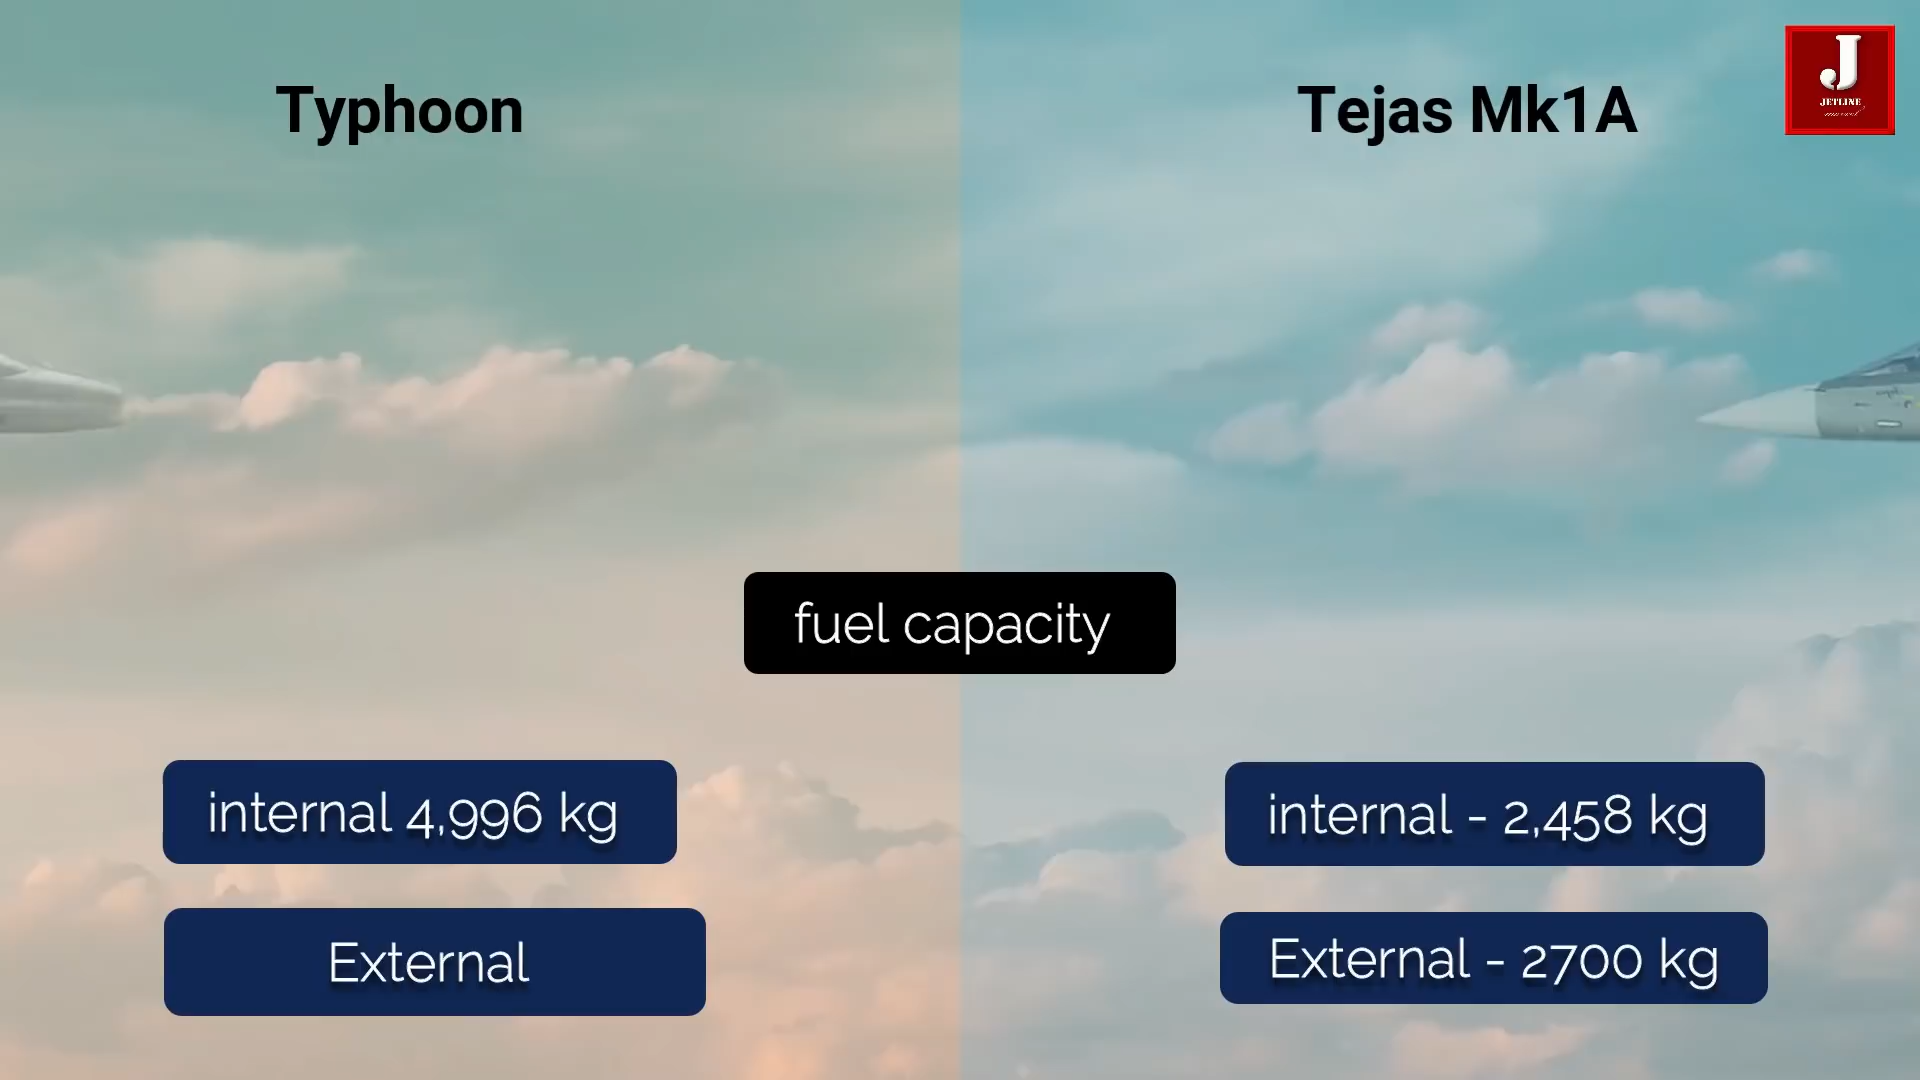 Typhoon
Tejas Mk1A
J
JETLINE
fuel capacity
internal 4,996 kg
internal - 2,458 kg
External
External - 2700 kg